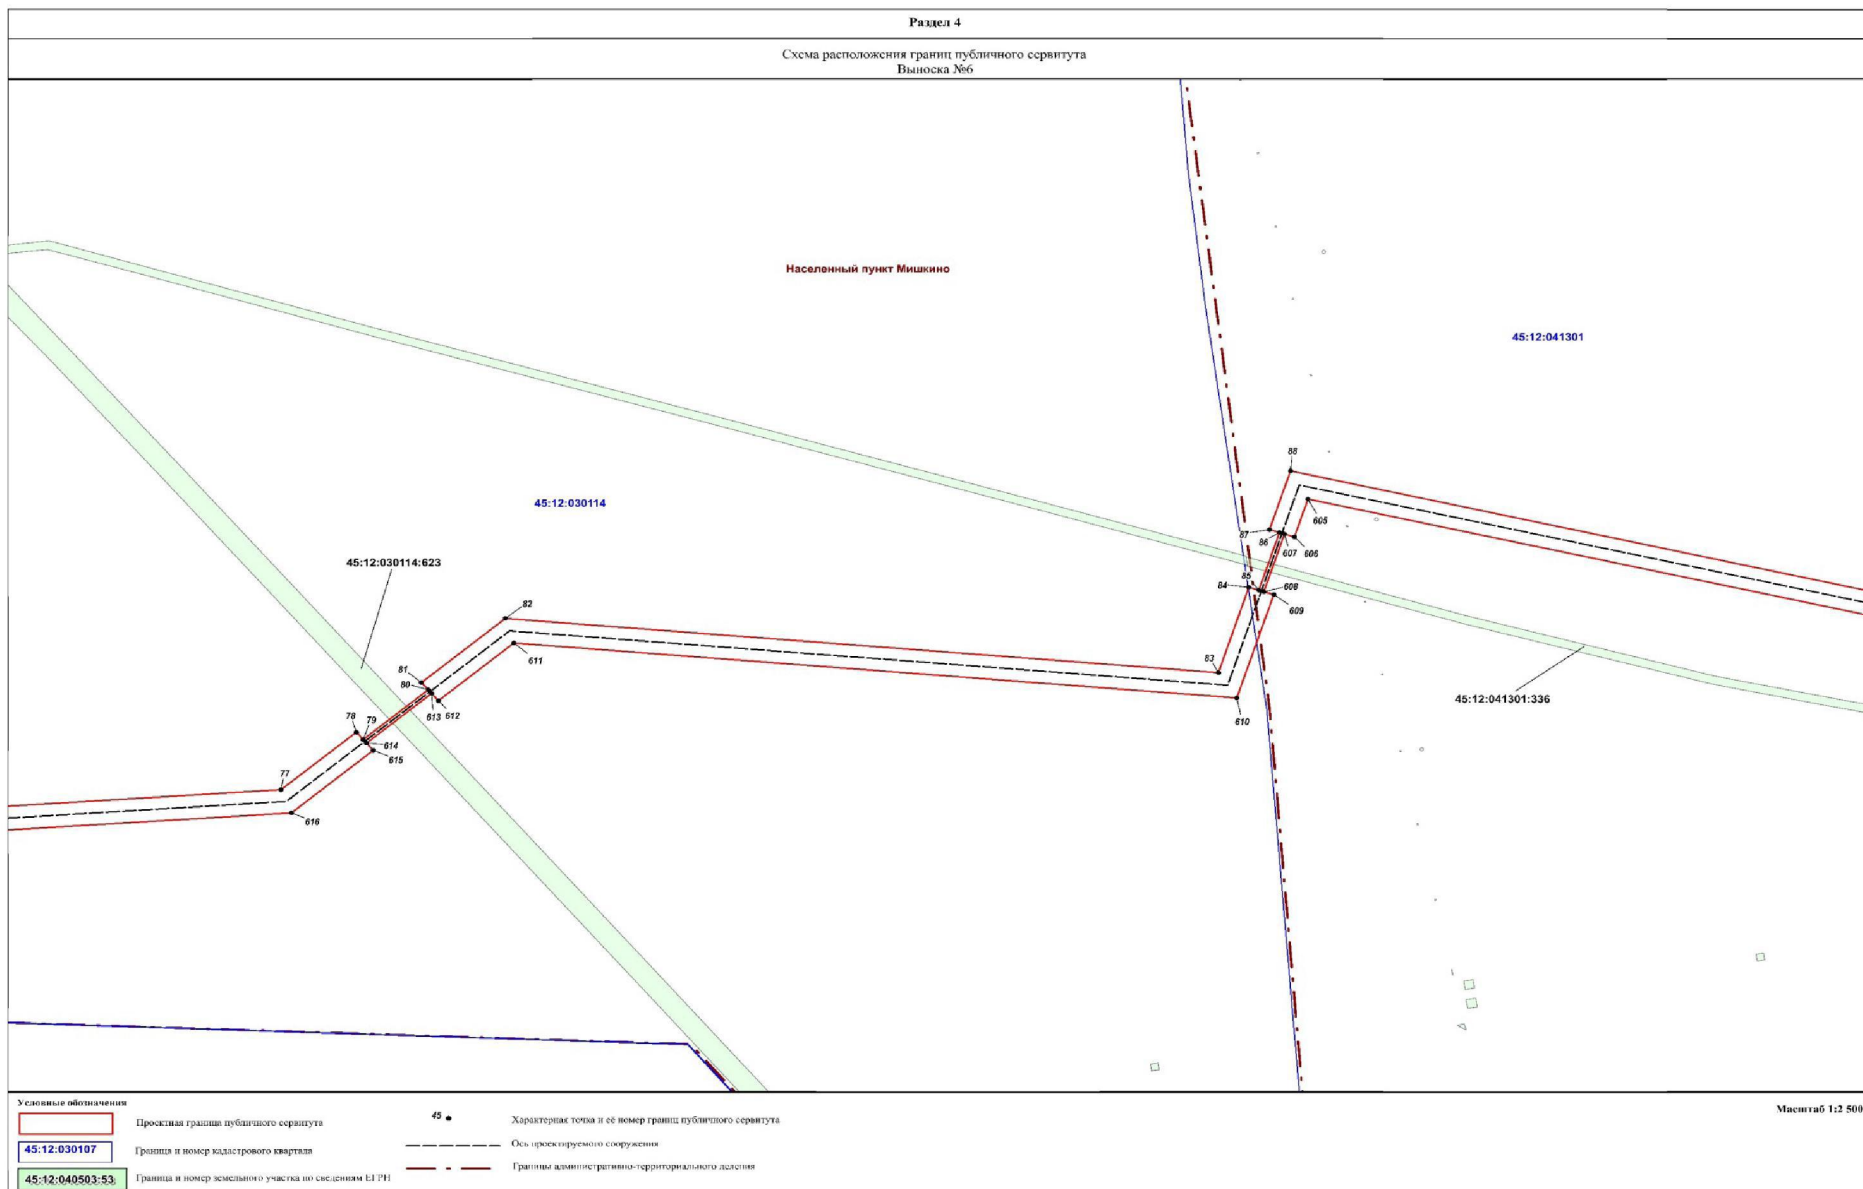 Раздел 4
Схема расположения границ публичного сервитута
Выноска №6
Населенный пункт Мишкино
45:12:041301
88
45:12:030114
605
87
86
607
606
45:12:030114:623
85
84
608
609
82
81
611
83
80
45:12:041301:336
613
612
610
78
79
614
615
77
616
Условные обозначения
Масштаб 1:2 500
Проектная граница публичного сервитута
45
Характерная точка и её номер границ публичного сервитута
45:12:030107
Граница и номер кадастрового квартала
Ось проектируемого сооружения
45:12:040503:53
Граница и номер земельного участка по сведениям ЕГРН
Границы административно-территориального деления